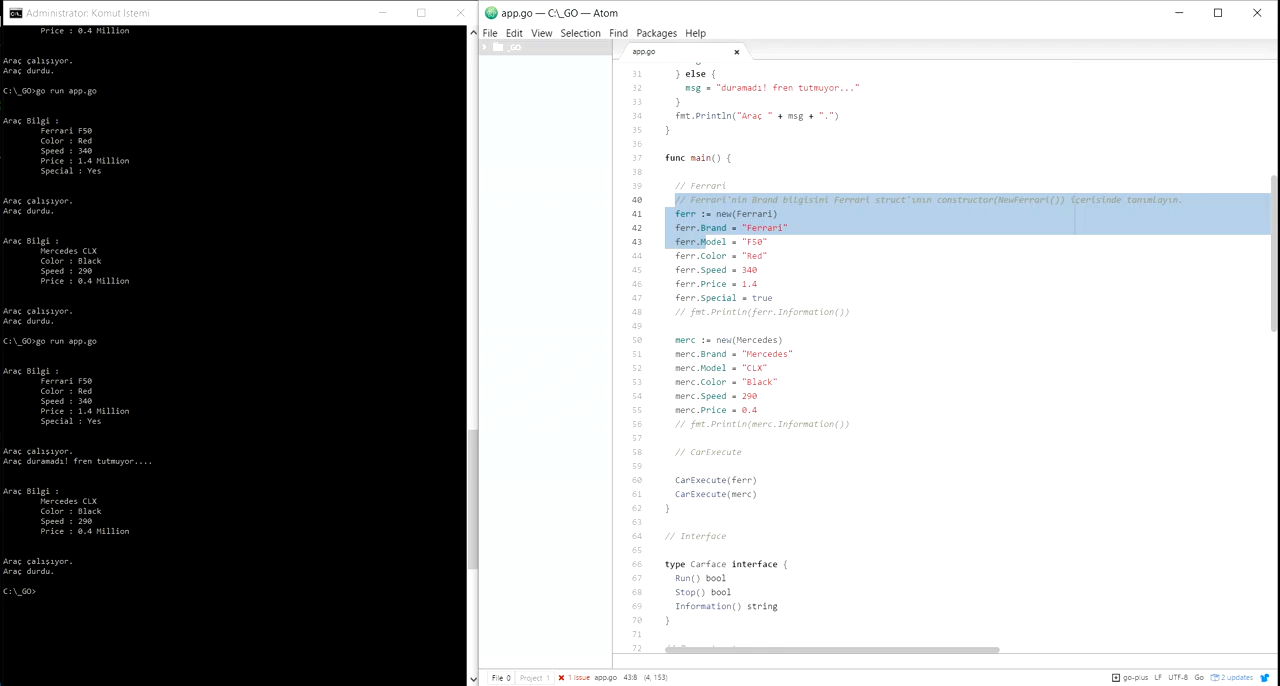 Administrator: Komut İstemi
Price : 0.4 Million
Araç çalışıyor.
Araç durdu.
C:\_GO>go run app.go
Araç Bilgi :
Ferrari F50
Color : Red
Speed : 340
Price : 1.4 Million
Special : Yes
Araç çalışıyor.
Araç durdu.
Araç Bilgi :
Mercedes CLX
Color : Black
Speed : 290
Price : 0.4 Million
Araç çalışıyor.
Araç durdu.
C:\_GO>go run app.go
Araç Bilgi :
Ferrari F50
Color : Red
Speed : 340
Price : 1.4 Million
Special : Yes
Araç çalışıyor.
Araç duramadı! fren tutmuyor....
Araç Bilgi :
Mercedes CLX
Color : Black
Speed : 290
Price : 0.4 Million
Araç çalışıyor.
Araç durdu.
C:\_GO>
app.go — C:\_GO — Atom
File Edit View Selection Find Packages Help
_GO
app.go
31 } else {
32 msg = "duramadı! fren tutmuyor..."
33 }
34 fmt.Println("Araç " + msg + ".")
35 }
36
37 func main() {
38
39 // Ferrari
40 // Ferrari'nin Brand bilgisini Ferrari struct'ının constructor(NewFerrari()) içerisinde tanımlayın.
41 ferr := new(Ferrari)
42 ferr.Brand = "Ferrari"
43 ferr.Model = "F50"
44 ferr.Color = "Red"
45 ferr.Speed = 340
46 ferr.Price = 1.4
47 ferr.Special = true
48 // fmt.Println(ferr.Information())
49
50 merc := new(Mercedes)
51 merc.Brand = "Mercedes"
52 merc.Model = "CLX"
53 merc.Color = "Black"
54 merc.Speed = 290
55 merc.Price = 0.4
56 // fmt.Println(merc.Information())
57
58 // CarExecute
59
60 CarExecute(ferr)
61 CarExecute(merc)
62 }
63
64 // Interface
65
66 type Carface interface {
67 Run() bool
68 Stop() bool
69 Information() string
70 }
71
72
File 0 Project 1 1 Issue app.go 43:8 (4, 153) go-plus LF UTF-8 Go 2 updates